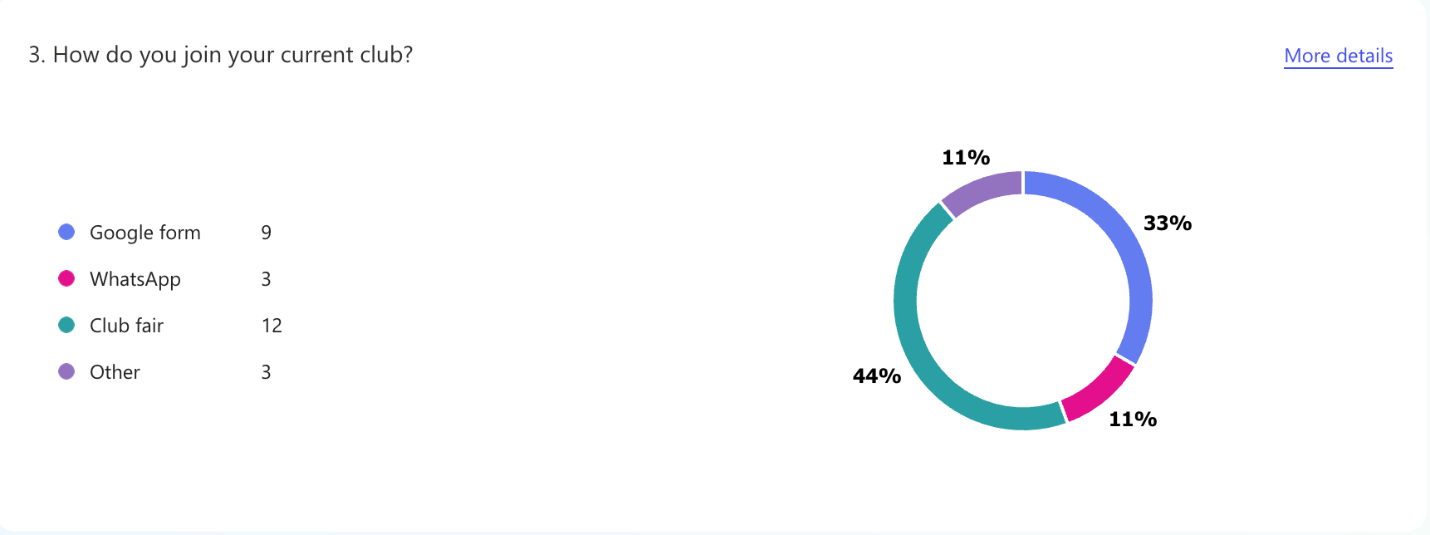 3. How do you join your current club?
More details
Google form 9
WhatsApp 3
Club fair 12
Other 3
11%
33%
44%
11%